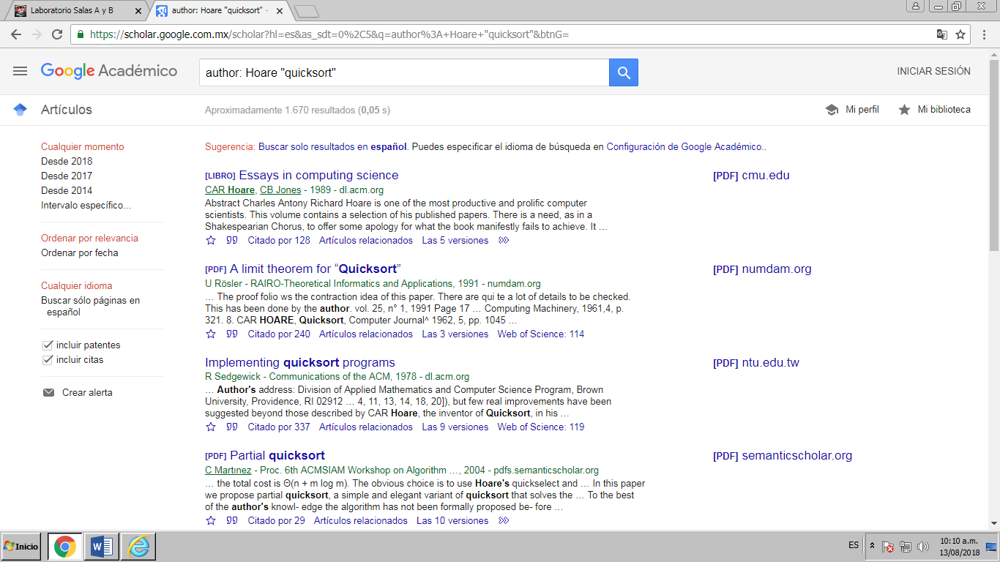 Laboratorio Salas A y B
author: Hoare "quicksort" -
https://scholar.google.com.mx/scholar?hl=es&as_sdt=0%2C5&q=author%3A+Hoare+"quicksort"&btnG=
Google Académico
author: Hoare "quicksort"
INICIAR SESIÓN
Artículos
Aproximadamente 1.670 resultados (0,05 s)
Mi perfil
Mi biblioteca
Cualquier momento
Desde 2018
Desde 2017
Desde 2014
Intervalo específico...
Ordenar por relevancia
Ordenar por fecha
Cualquier idioma
Buscar sólo páginas en
español
incluir patentes
incluir citas
Crear alerta
Sugerencia: Buscar solo resultados en español. Puedes especificar el idioma de búsqueda en Configuración de Google Académico..
[LIBRO] Essays in computing science
[PDF] cmu.edu
CAR Hoare, CB Jones - 1989 - dl.acm.org
Abstract Charles Antony Richard Hoare is one of the most productive and prolific computer
scientists. This volume contains a selection of his published papers. There is a need, as in a
Shakespearian Chorus, to offer some apology for what the book manifestly fails to achieve. It …
Citado por 128 Artículos relacionados Las 5 versiones
[PDF] A limit theorem for “Quicksort”
[PDF] numdam.org
U Rösler - RAIRO-Theoretical Informatics and Applications, 1991 - numdam.org
… The proof folio ws the contraction idea of this paper. There are qui te a lot of details to be checked.
This has been done by the author. vol. 25, n° 1, 1991 Page 17 … Computing Machinery, 1961,4, p.
321. 8. CAR HOARE, Quicksort, Computer Journal^ 1962, 5, pp. 1045 …
Citado por 240 Artículos relacionados Las 3 versiones Web of Science: 114
Implementing quicksort programs
[PDF] ntu.edu.tw
R Sedgewick - Communications of the ACM, 1978 - dl.acm.org
… Author's address: Division of Applied Mathematics and Computer Science Program, Brown
University, Providence, RI 02912 … 4, 11, 13, 14, 18, 20]), but few real improvements have been
suggested beyond those described by CAR Hoare, the inventor of Quicksort, in his …
Citado por 337 Artículos relacionados Las 9 versiones Web of Science: 119
[PDF] Partial quicksort
[PDF] semanticscholar.org
C Martınez - Proc. 6th ACMSIAM Workshop on Algorithm …, 2004 - pdfs.semanticscholar.org
… the total cost is Θ(n + m log m). The obvious choice is to use Hoare's quickselect and … In this paper
we propose partial quicksort, a simple and elegant variant of quicksort that solves the … To the best
of the author's knowl- edge the algorithm has not been formally proposed be- fore …
Citado por 29 Artículos relacionados Las 10 versiones
Inicio
ES
10:10 a.m.
13/08/2018